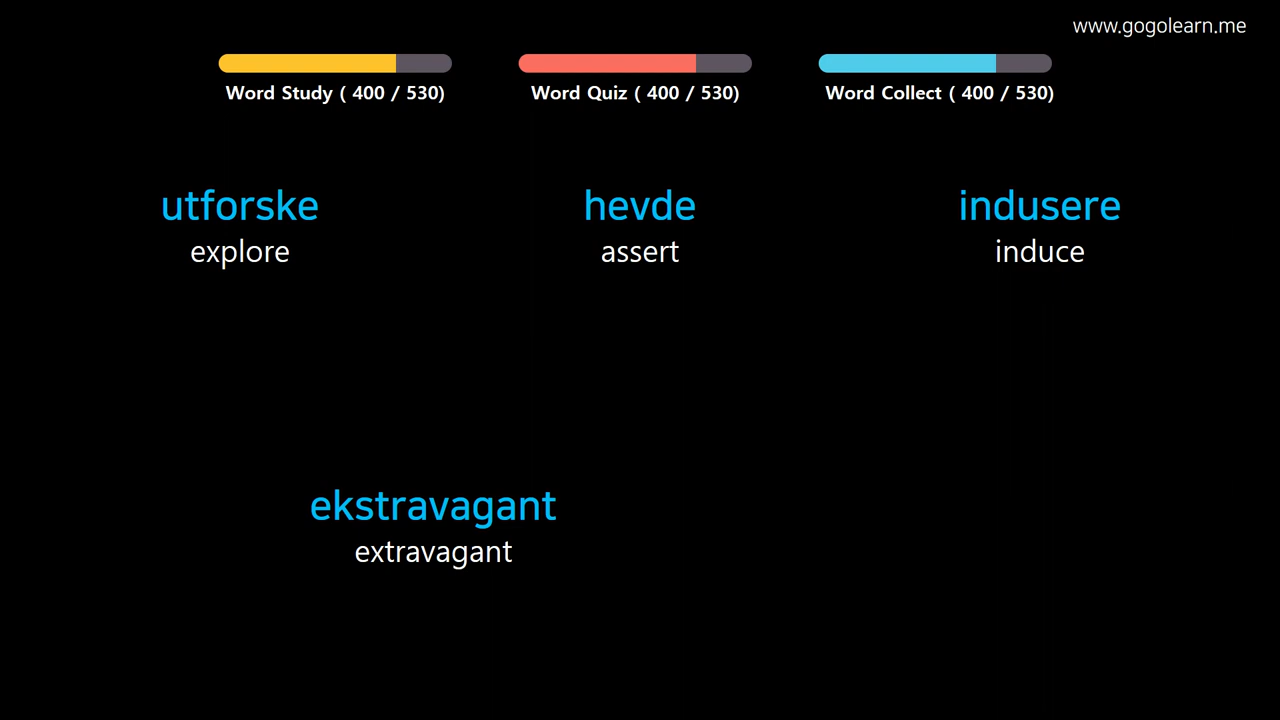 www.gogolearn.me
Word Study ( 400 / 530)
Word Quiz ( 400 / 530)
Word Collect ( 400 / 530)
utforske
explore
hevde
assert
indusere
induce
ekstravagant
extravagant